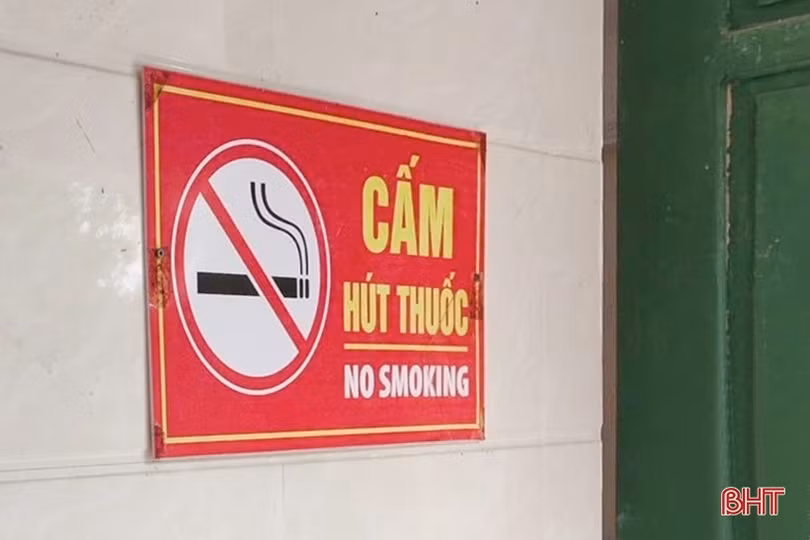 CẤM
HÚT THUỐC
NO SMOKING
BHT